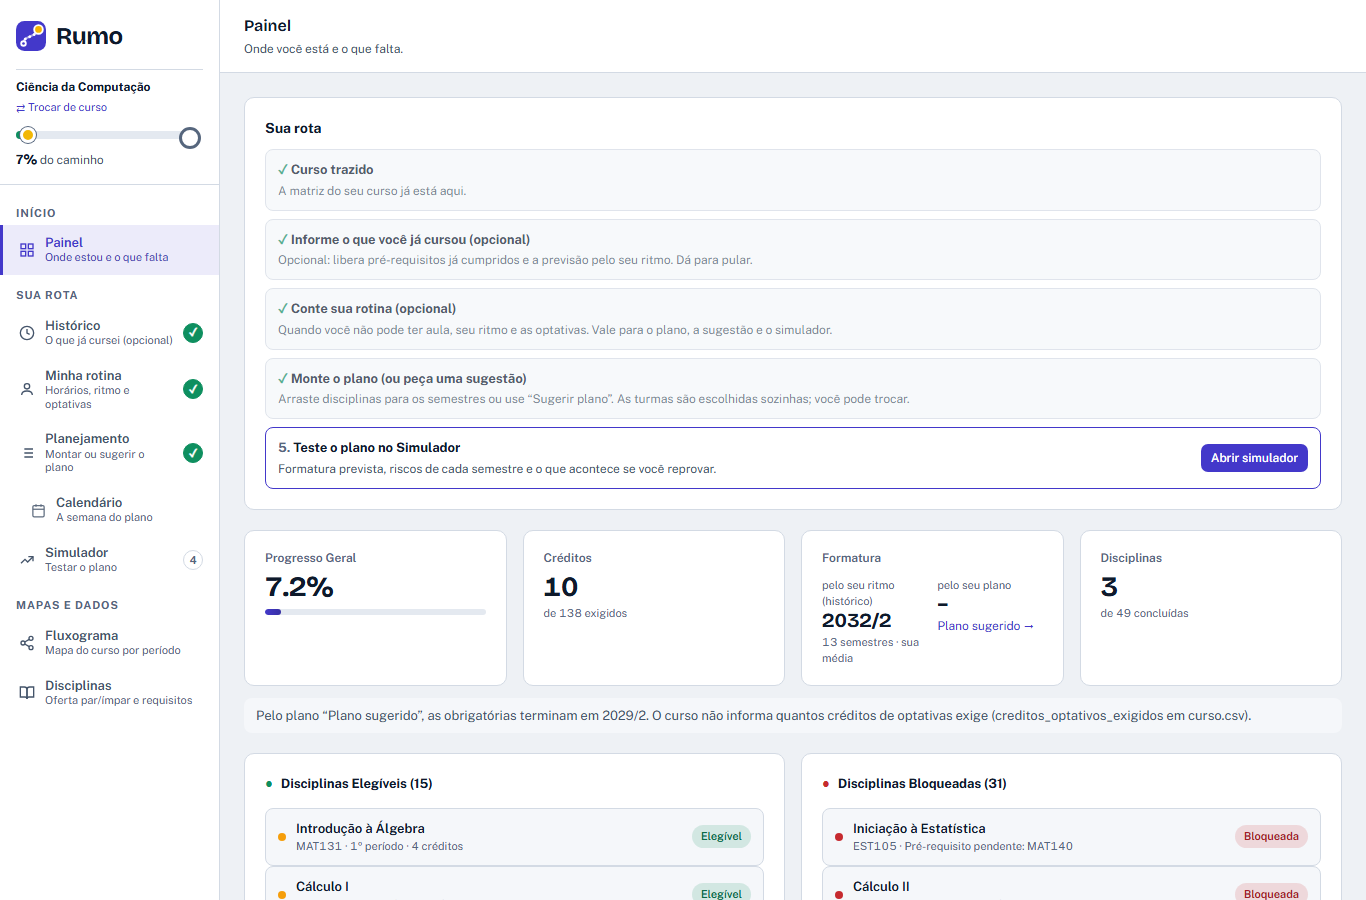 Rumo
Ciência da Computação
⇄ Trocar de curso
7% do caminho
INÍCIO
Painel
Onde estou e o que falta
SUA ROTA
Histórico
O que já cursei (opcional)
Minha rotina
Horários, ritmo e
optativas
Planejamento
Montar ou sugerir o
plano
Calendário
A semana do plano
Simulador
Testar o plano
4
MAPAS E DADOS
Fluxograma
Mapa do curso por período
Disciplinas
Oferta par/ímpar e requisitos
Painel
Onde você está e o que falta.
Sua rota
✓ Curso trazido
A matriz do seu curso já está aqui.
✓ Informe o que você já cursou (opcional)
Opcional: libera pré-requisitos já cumpridos e a previsão pelo seu ritmo. Dá para pular.
✓ Conte sua rotina (opcional)
Quando você não pode ter aula, seu ritmo e as optativas. Vale para o plano, a sugestão e o simulador.
✓ Monte o plano (ou peça uma sugestão)
Arraste disciplinas para os semestres ou use “Sugerir plano”. As turmas são escolhidas sozinhas; você pode trocar.
5. Teste o plano no Simulador
Formatura prevista, riscos de cada semestre e o que acontece se você reprovar.
Abrir simulador
Progresso Geral
7.2%
Créditos
10
de 138 exigidos
Formatura
pelo seu ritmo
(histórico)
2032/2
13 semestres · sua
média
pelo seu plano
–
Plano sugerido →
Disciplinas
3
de 49 concluídas
Pelo plano “Plano sugerido”, as obrigatórias terminam em 2029/2. O curso não informa quantos créditos de optativas exige (creditos_optativos_exigidos em curso.csv).
Disciplinas Elegíveis (15)
Introdução à Álgebra
MAT131 · 1º período · 4 créditos
Elegível
Cálculo I
Elegível
Disciplinas Bloqueadas (31)
Iniciação à Estatística
EST105 · Pré-requisito pendente: MAT140
Bloqueada
Cálculo II
Bloqueada